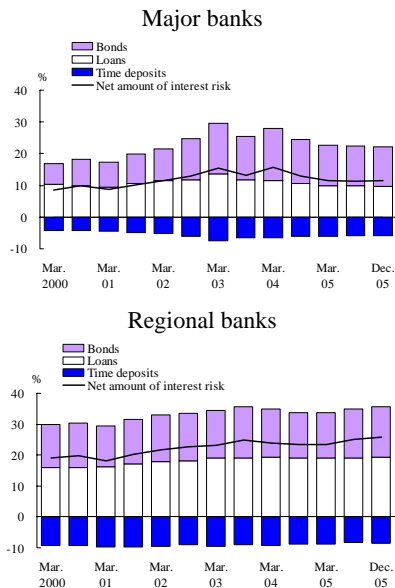 Major banks
Bonds
Loans
Time deposits
Net amount of interest risk
%
40
30
20
10
0
-10
Mar. Mar. Mar. Mar. Mar. Mar. Dec.
2000 01 02 03 04 05 05
Regional banks
Bonds
Loans
Time deposits
Net amount of interest risk
%
40
30
20
10
0
-10
Mar. Mar. Mar. Mar. Mar. Mar. Dec.
2000 01 02 03 04 05 05